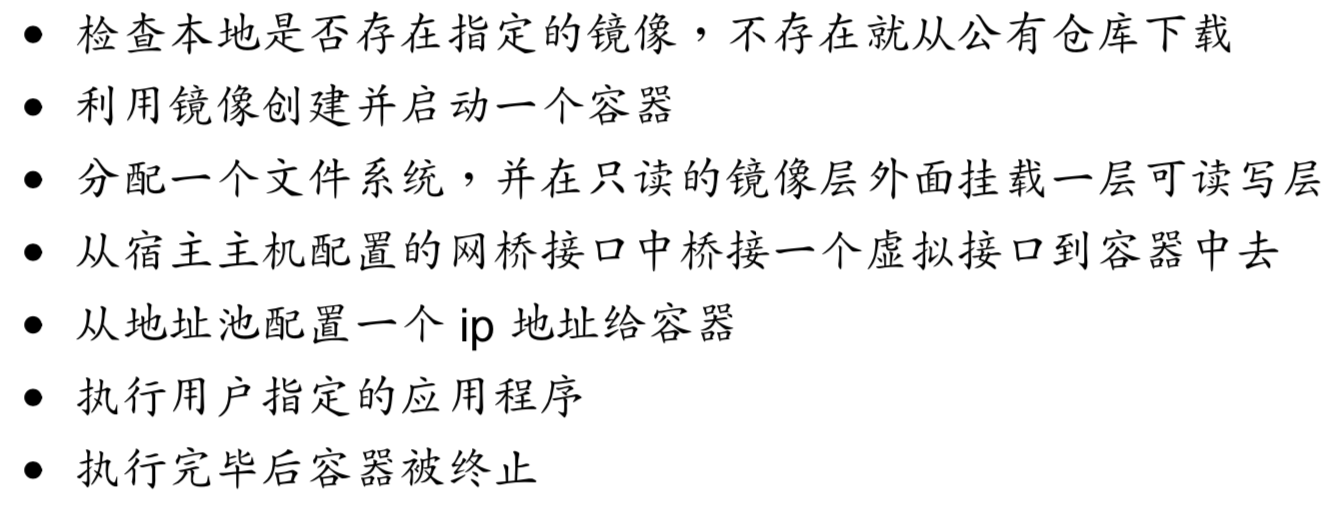 • 检查本地是否存在指定的镜像，不存在就从公有仓库下载
• 利用镜像创建并启动一个容器
• 分配一个文件系统，并在只读的镜像层外面挂载一层可读写层
• 从宿主主机配置的网桥接口中桥接一个虚拟接口到容器中去
• 从地址池配置一个 ip 地址给容器
• 执行用户指定的应用程序
• 执行完毕后容器被终止